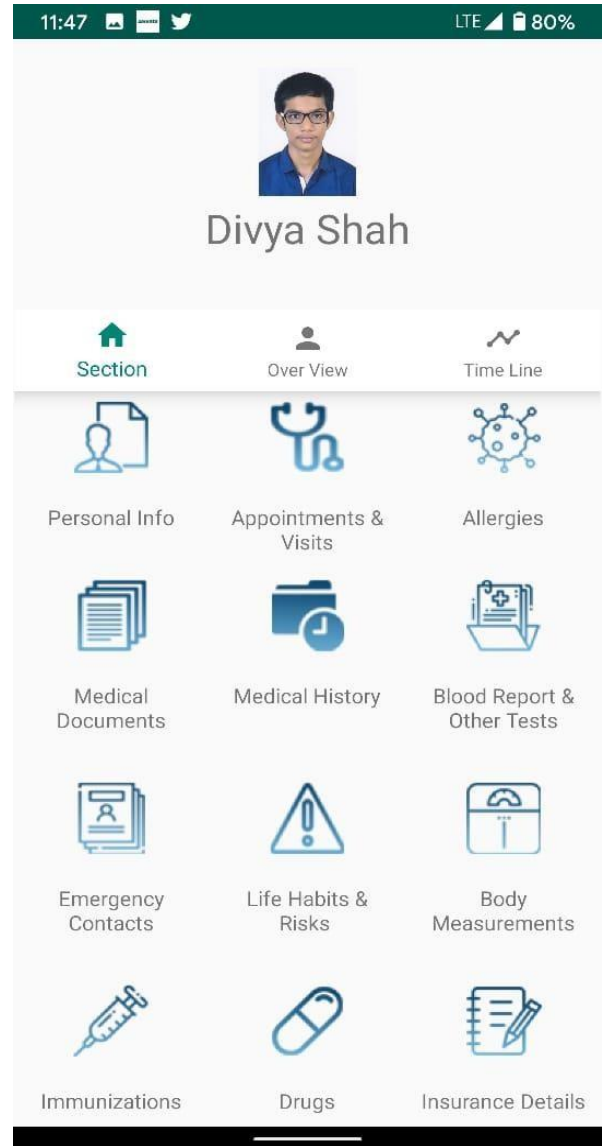 11:47 LTE 80%
Divya Shah
Section Over View Time Line
Personal Info Appointments & Allergies
Visits
Medical Medical History Blood Report &
Documents Other Tests
Emergency Life Habits & Body
Contacts Risks Measurements
Immunizations Drugs Insurance Details